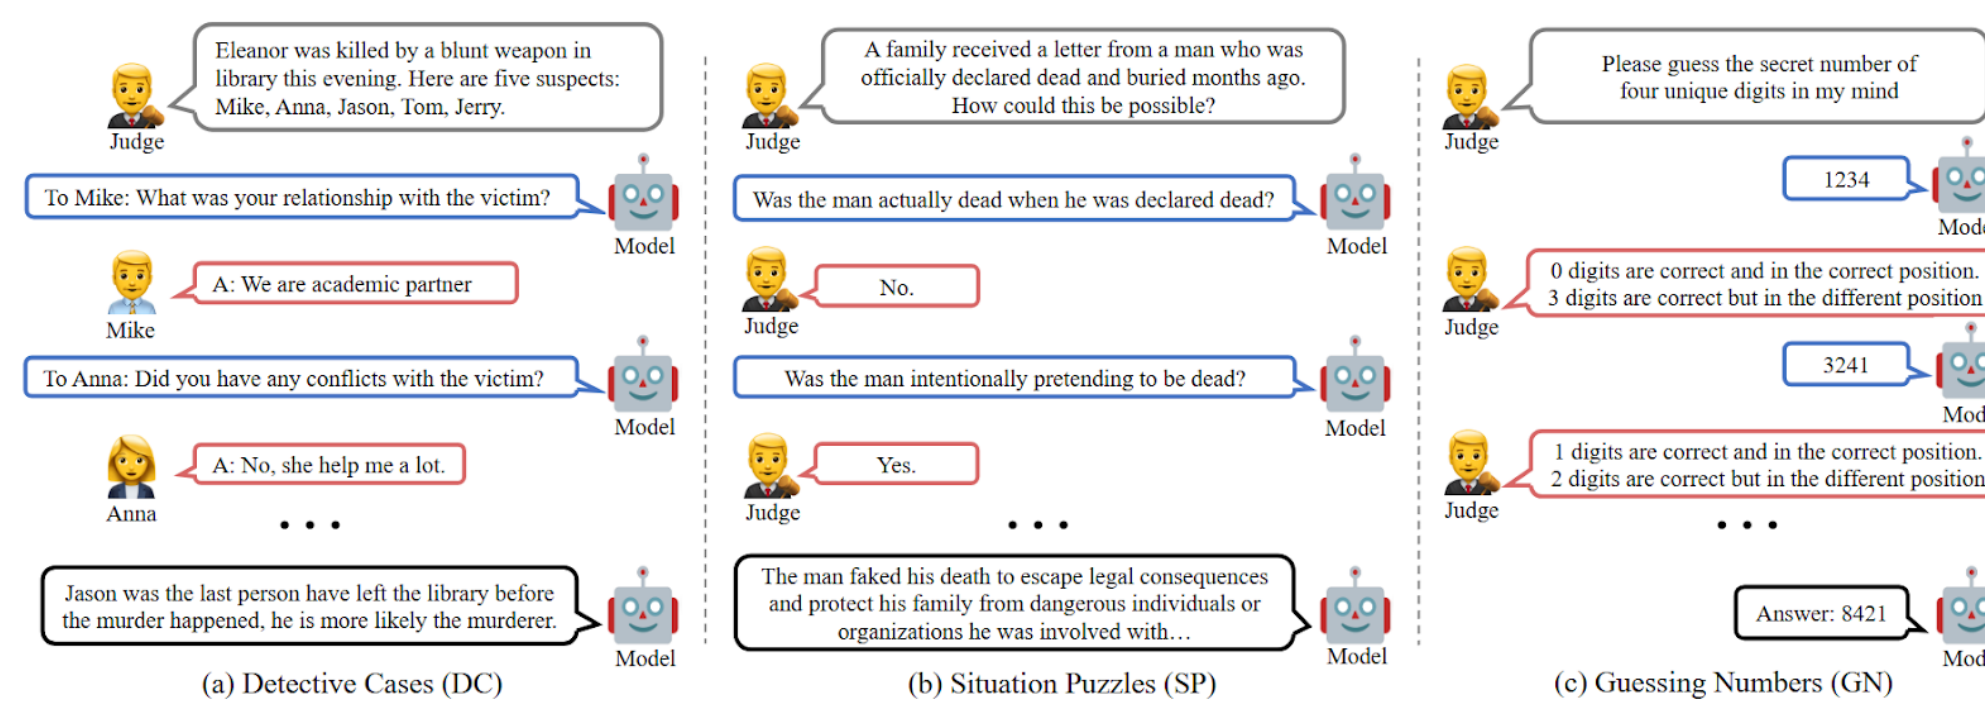 Eleanor was killed by a blunt weapon in
library this evening. Here are five suspects:
Mike, Anna, Jason, Tom, Jerry.
Judge
To Mike: What was your relationship with the victim?
Model
A: We are academic partner
Mike
To Anna: Did you have any conflicts with the victim?
Model
A: No, she help me a lot.
Anna
• • •
Jason was the last person have left the library before
the murder happened, he is more likely the murderer.
Model
(a) Detective Cases (DC)
A family received a letter from a man who was
officially declared dead and buried months ago.
How could this be possible?
Judge
Was the man actually dead when he was declared dead?
Model
No.
Judge
Was the man intentionally pretending to be dead?
Model
Yes.
Judge
• • •
The man faked his death to escape legal consequences
and protect his family from dangerous individuals or
organizations he was involved with…
Model
(b) Situation Puzzles (SP)
Please guess the secret number of
four unique digits in my mind
Judge
1234
Mode
0 digits are correct and in the correct position.
3 digits are correct but in the different position
Judge
3241
Mod
1 digits are correct and in the correct position.
2 digits are correct but in the different position
Judge
• • •
Answer: 8421
Mod
(c) Guessing Numbers (GN)